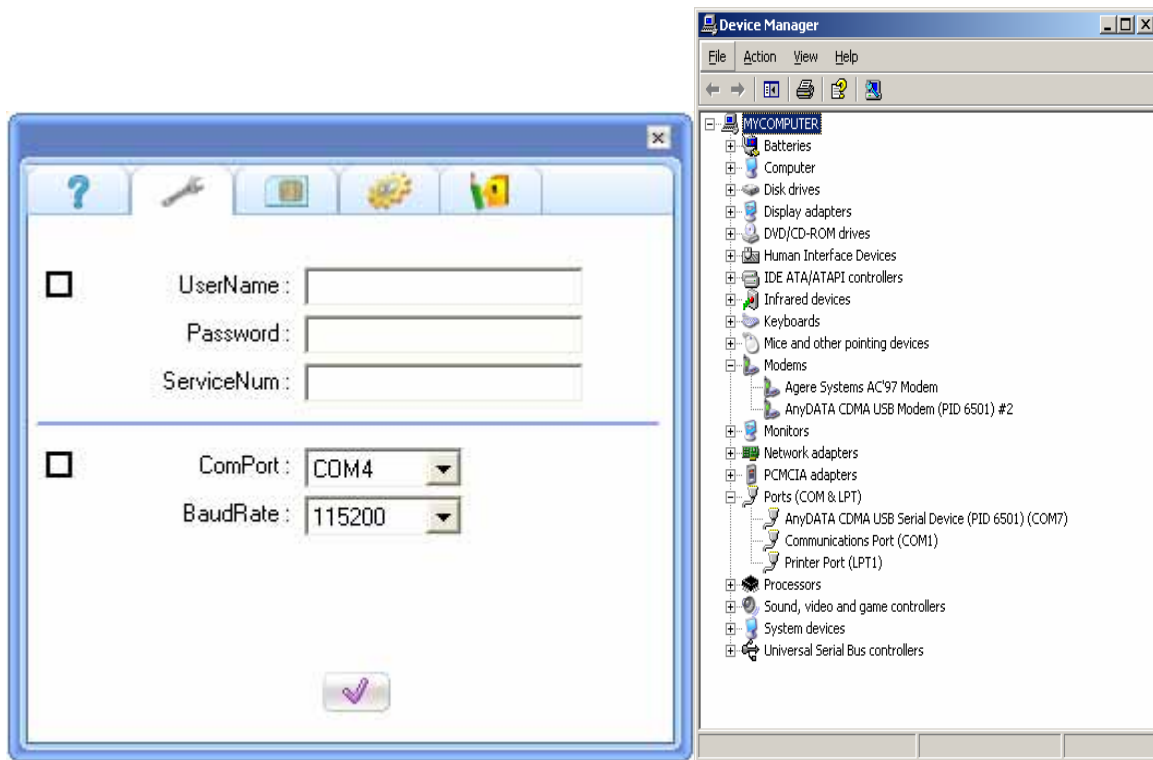 UserName :
Password :
ServiceNum :
ComPort : COM4
BaudRate : 115200
Device Manager
File Action View Help
MYCOMPUTER
Batteries
Computer
Disk drives
Display adapters
DVD/CD-ROM drives
Human Interface Devices
IDE ATA/ATAPI controllers
Infrared devices
Keyboards
Mice and other pointing devices
Modems
Agere Systems AC'97 Modem
AnyDATA CDMA USB Modem (PID 6501) #2
Monitors
Network adapters
PCMCIA adapters
Ports (COM & LPT)
AnyDATA CDMA USB Serial Device (PID 6501) (COM7)
Communications Port (COM1)
Printer Port (LPT1)
Processors
Sound, video and game controllers
System devices
Universal Serial Bus controllers